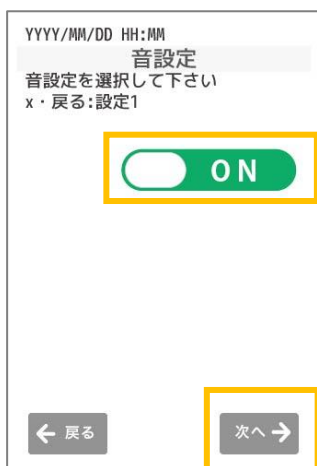 YYYY/MM/DD HH:MM
音設定
音設定を選択して下さい
x・戻る:設定1
ON
← 戻る
次へ →